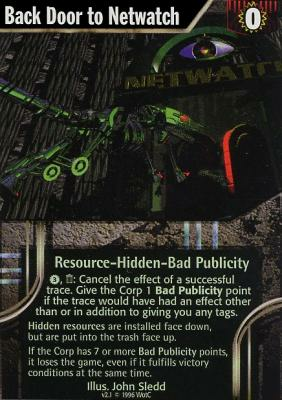 Back Door to Netwatch
0
NETWATCH
Resource-Hidden-Bad Publicity
3, : Cancel the effect of a successful
trace. Give the Corp 1 Bad Publicity point
if the trace would have had an effect other
than or in addition to giving you any tags.
Hidden resources are installed face down,
but are put into the trash face up.
If the Corp has 7 or more Bad Publicity points,
it loses the game, even if it fulfills victory
conditions at the same time.
Illus. John Sledd
v2.1 © 1996 WotC